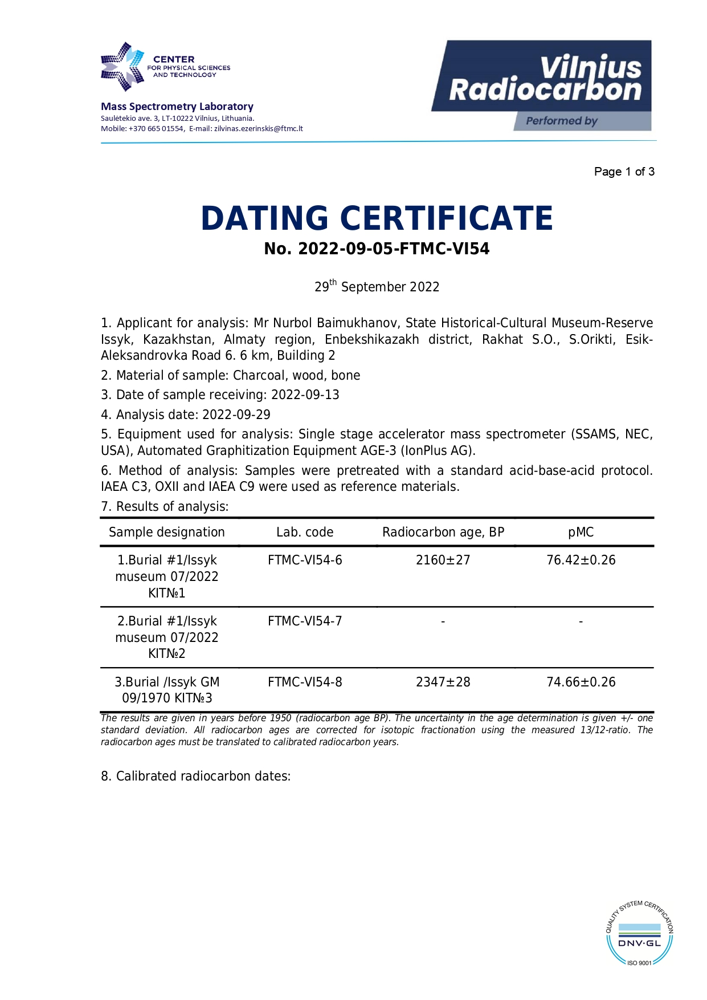 CENTER
FOR PHYSICAL SCIENCES
AND TECHNOLOGY
Vilnius
Radiocarbon
Performed by
Mass Spectrometry Laboratory
Saulėtekio ave. 3, LT-10222 Vilnius, Lithuania.
Mobile: +370 665 01554, E-mail: zilvinas.ezerinskis@ftmc.lt
Page 1 of 3
DATING CERTIFICATE
No. 2022-09-05-FTMC-VI54
29th September 2022
1. Applicant for analysis: Mr Nurbol Baimukhanov, State Historical-Cultural Museum-Reserve
Issyk, Kazakhstan, Almaty region, Enbekshikazakh district, Rakhat S.O., S.Orikti, Esik-
Aleksandrovka Road 6. 6 km, Building 2
2. Material of sample: Charcoal, wood, bone
3. Date of sample receiving: 2022-09-13
4. Analysis date: 2022-09-29
5. Equipment used for analysis: Single stage accelerator mass spectrometer (SSAMS, NEC,
USA), Automated Graphitization Equipment AGE-3 (IonPlus AG).
6. Method of analysis: Samples were pretreated with a standard acid-base-acid protocol.
IAEA C3, OXII and IAEA C9 were used as reference materials.
7. Results of analysis:
Sample designation Lab. code Radiocarbon age, BP pMC
1.Burial #1/Issyk FTMC-VI54-6 2160±27 76.42±0.26
museum 07/2022
KIT№1
2.Burial #1/Issyk FTMC-VI54-7 - -
museum 07/2022
KIT№2
3.Burial /Issyk GM FTMC-VI54-8 2347±28 74.66±0.26
09/1970 KIT№3
The results are given in years before 1950 (radiocarbon age BP). The uncertainty in the age determination is given +/- one
standard deviation. All radiocarbon ages are corrected for isotopic fractionation using the measured 13/12-ratio. The
radiocarbon ages must be translated to calibrated radiocarbon years.
8. Calibrated radiocarbon dates:
QUALITY SYSTEM CERTIFICATION
DNV·GL
ISO 9001